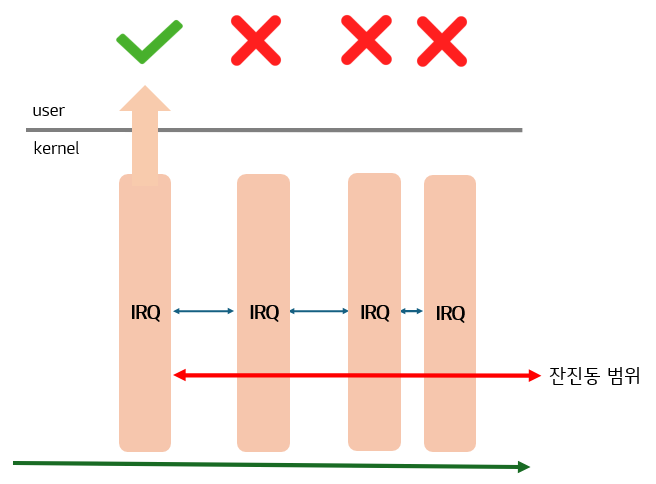 user
kernel
IRQ IRQ IRQ IRQ
잔진동 범위